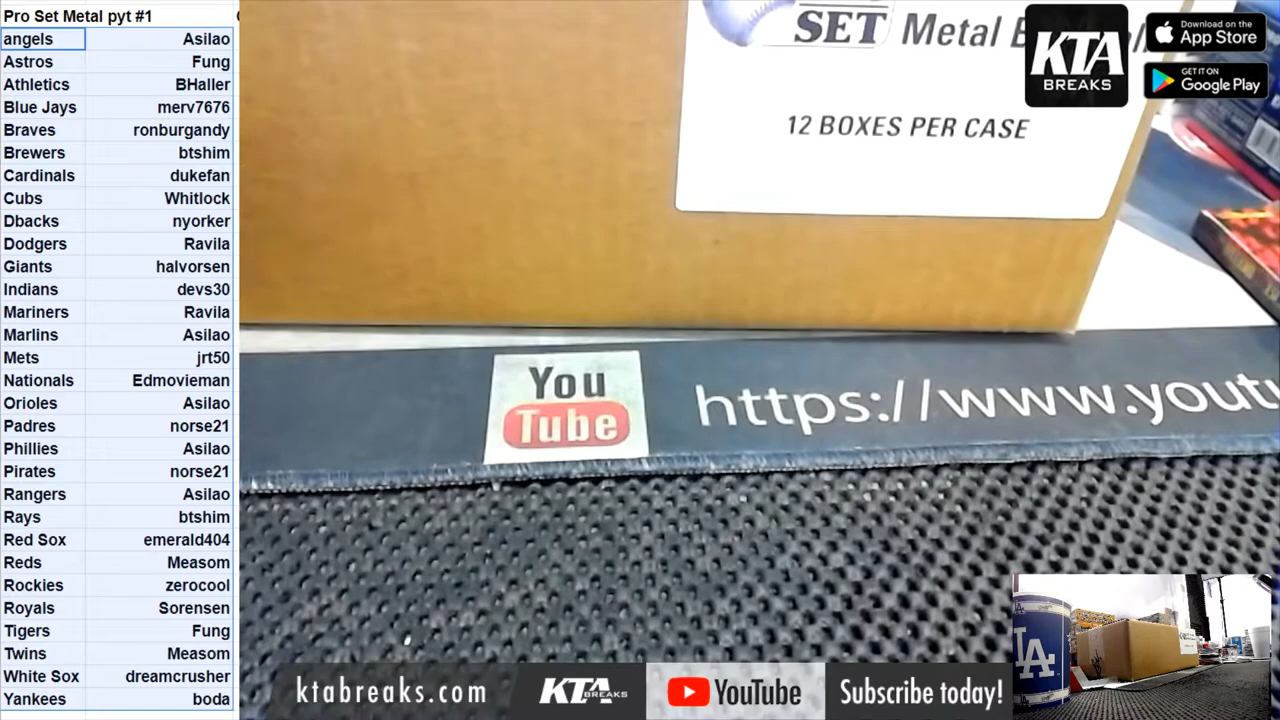 Pro Set Metal pyt #1
angels Asilao
Astros Fung
Athletics BHaller
Blue Jays merv7676
Braves ronburgandy
Brewers btshim
Cardinals dukefan
Cubs Whitlock
Dbacks nyorker
Dodgers Ravila
Giants halvorsen
Indians devs30
Mariners Ravila
Marlins Asilao
Mets jrt50
Nationals Edmovieman
Orioles Asilao
Padres norse21
Phillies Asilao
Pirates norse21
Rangers Asilao
Rays btshim
Red Sox emerald404
Reds Measom
Rockies zerocool
Royals Sorensen
Tigers Fung
Twins Measom
White Sox dreamcrusher
Yankees boda
SET Metal
12 BOXES PER CASE
KTA
BREAKS
Download on the
App Store
GET IT ON
Google Play
You
Tube
https://www.yout
LA
ktabreaks.com
KTA
BREAKS
YouTube
Subscribe today!